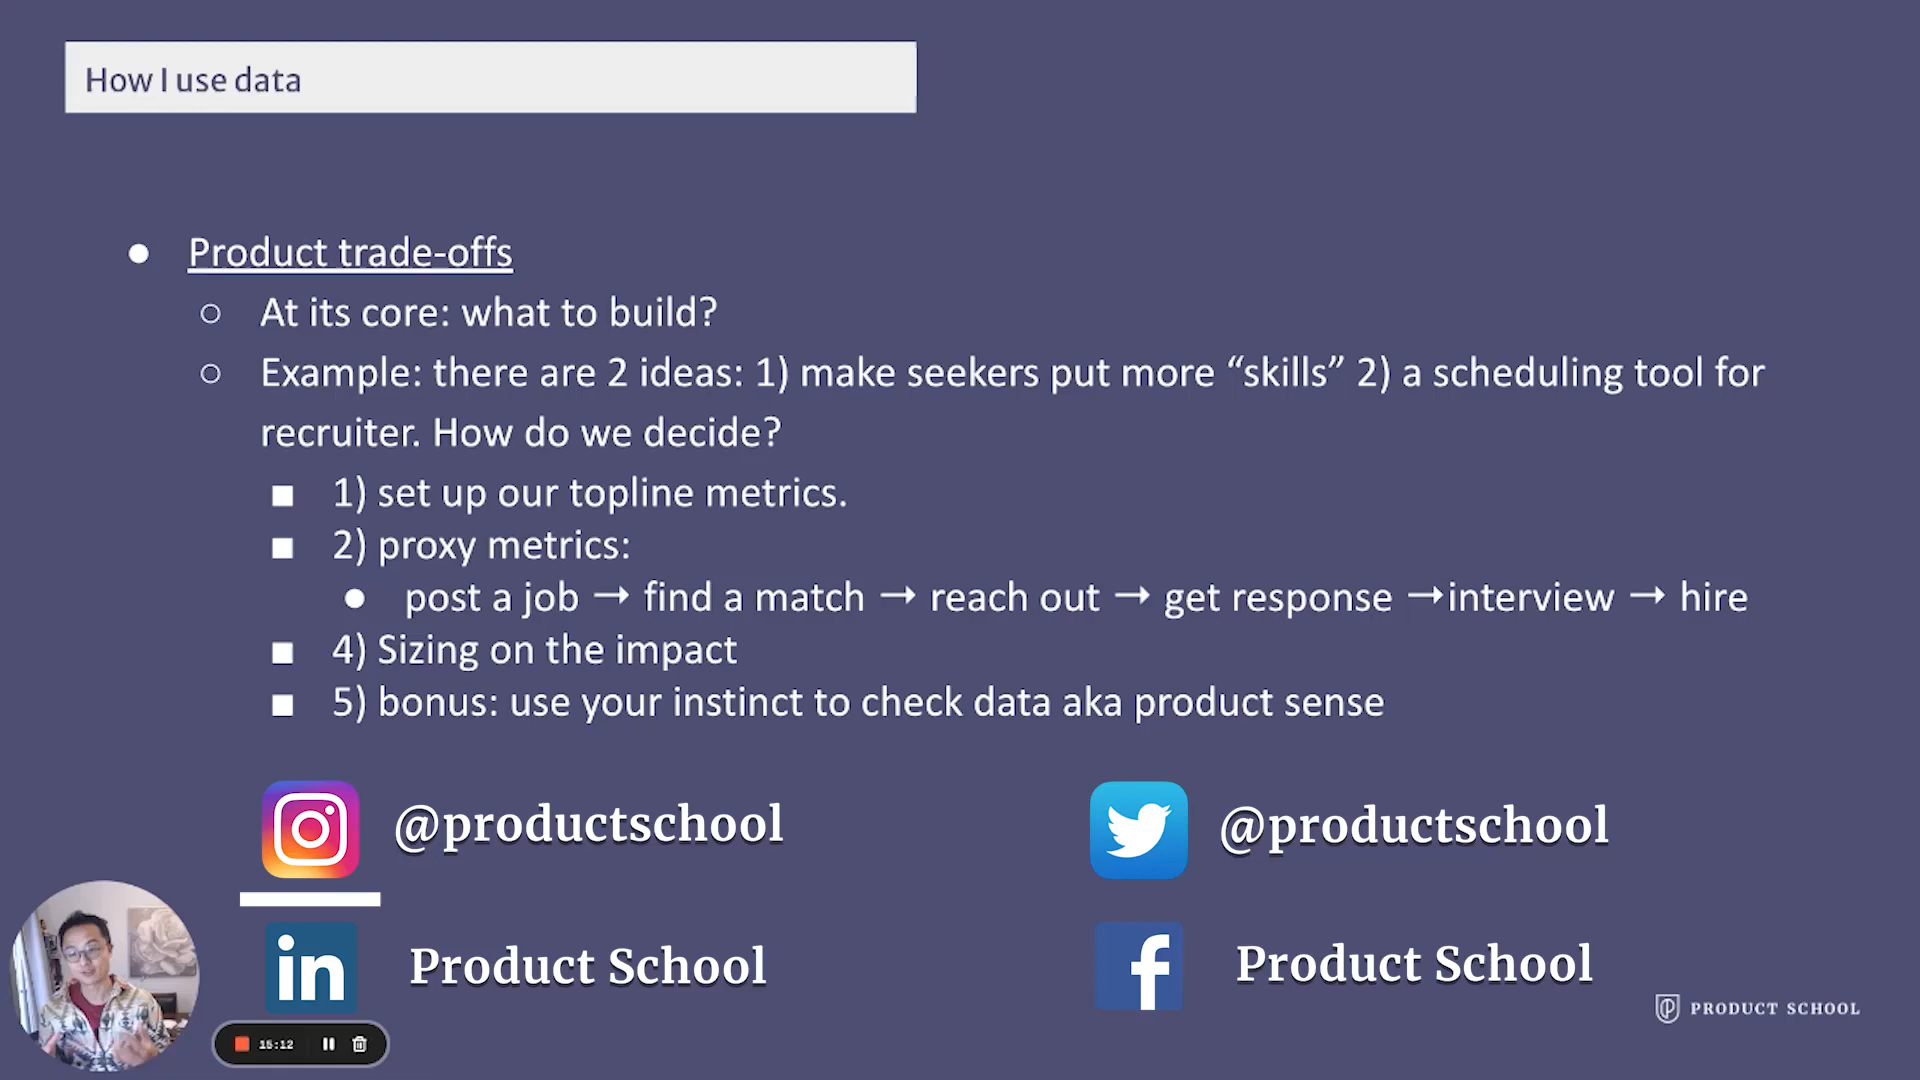 How I use data
● Product trade-offs
○ At its core: what to build?
○ Example: there are 2 ideas: 1) make seekers put more “skills” 2) a scheduling tool for
recruiter. How do we decide?
■ 1) set up our topline metrics.
■ 2) proxy metrics:
● post a job → find a match → reach out → get response →interview → hire
■ 4) Sizing on the impact
■ 5) bonus: use your instinct to check data aka product sense
@productschool
@productschool
in Product School
f Product School
PRODUCT SCHOOL
15:12